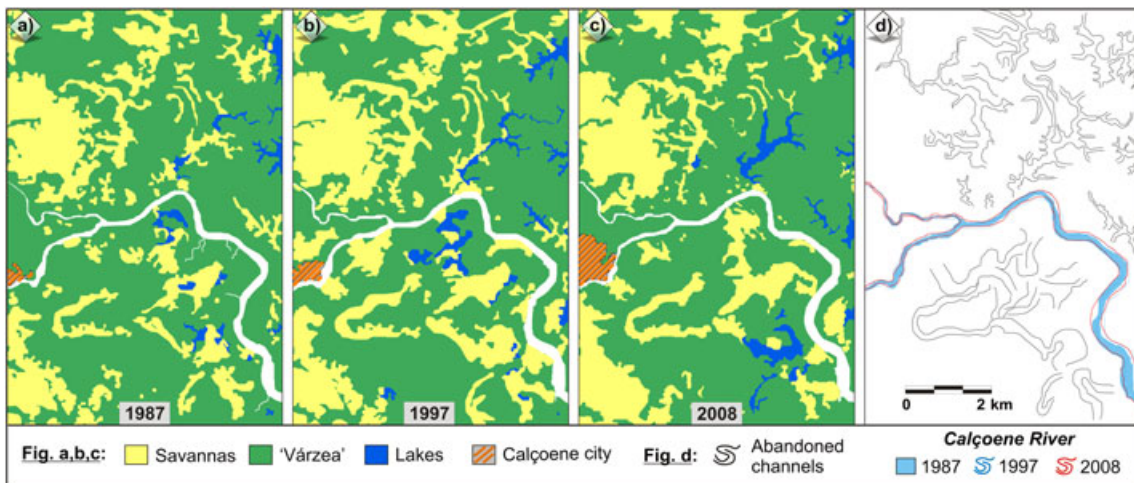 a)
b)
c)
d)
1987
1997
2008
0 2 km
Fig. a,b,c: Savannas 'Várzea' Lakes Calçoene city Fig. d: Abandoned channels
Calçoene River
1987 1997 2008